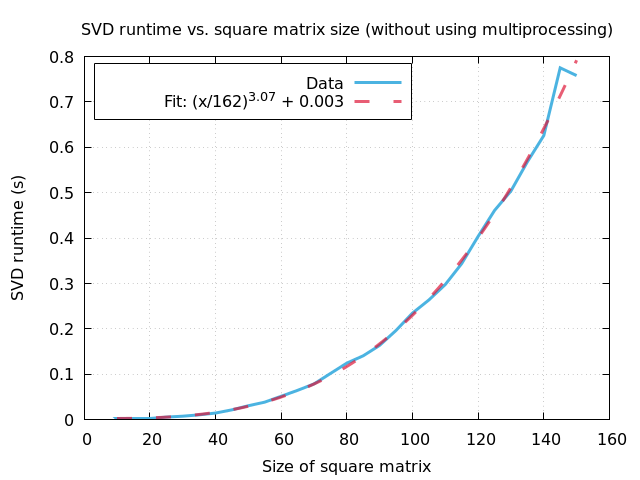 SVD runtime vs. square matrix size (without using multiprocessing)
0.8
0.7
0.6
0.5
0.4
0.3
0.2
0.1
0
Data
Fit: (x/162)^3.07 + 0.003
SVD runtime (s)
0 20 40 60 80 100 120 140 160
Size of square matrix